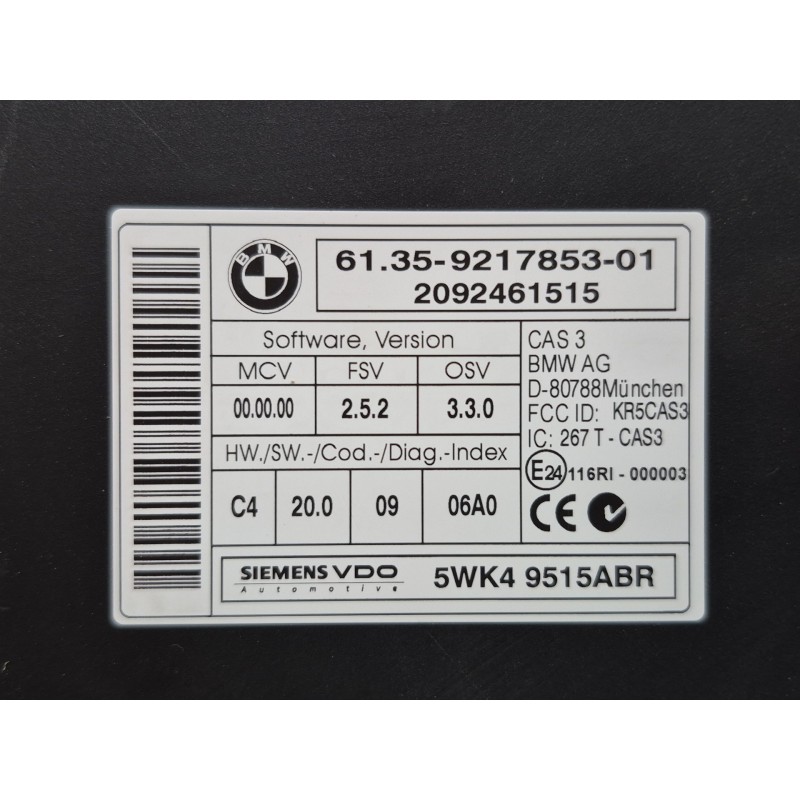 BMW
61.35-9217853-01
2092461515
Software, Version
MCV FSV OSV
00.00.00 2.5.2 3.3.0
HW./SW.-/Cod.-/Diag.-Index
C4 20.0 09 06A0
CAS 3
BMW AG
D-80788München
FCC ID: KR5CAS3
IC: 267 T - CAS3
E24 116RI - 000003
CE
SIEMENS VDO
Automotive
5WK4 9515ABR